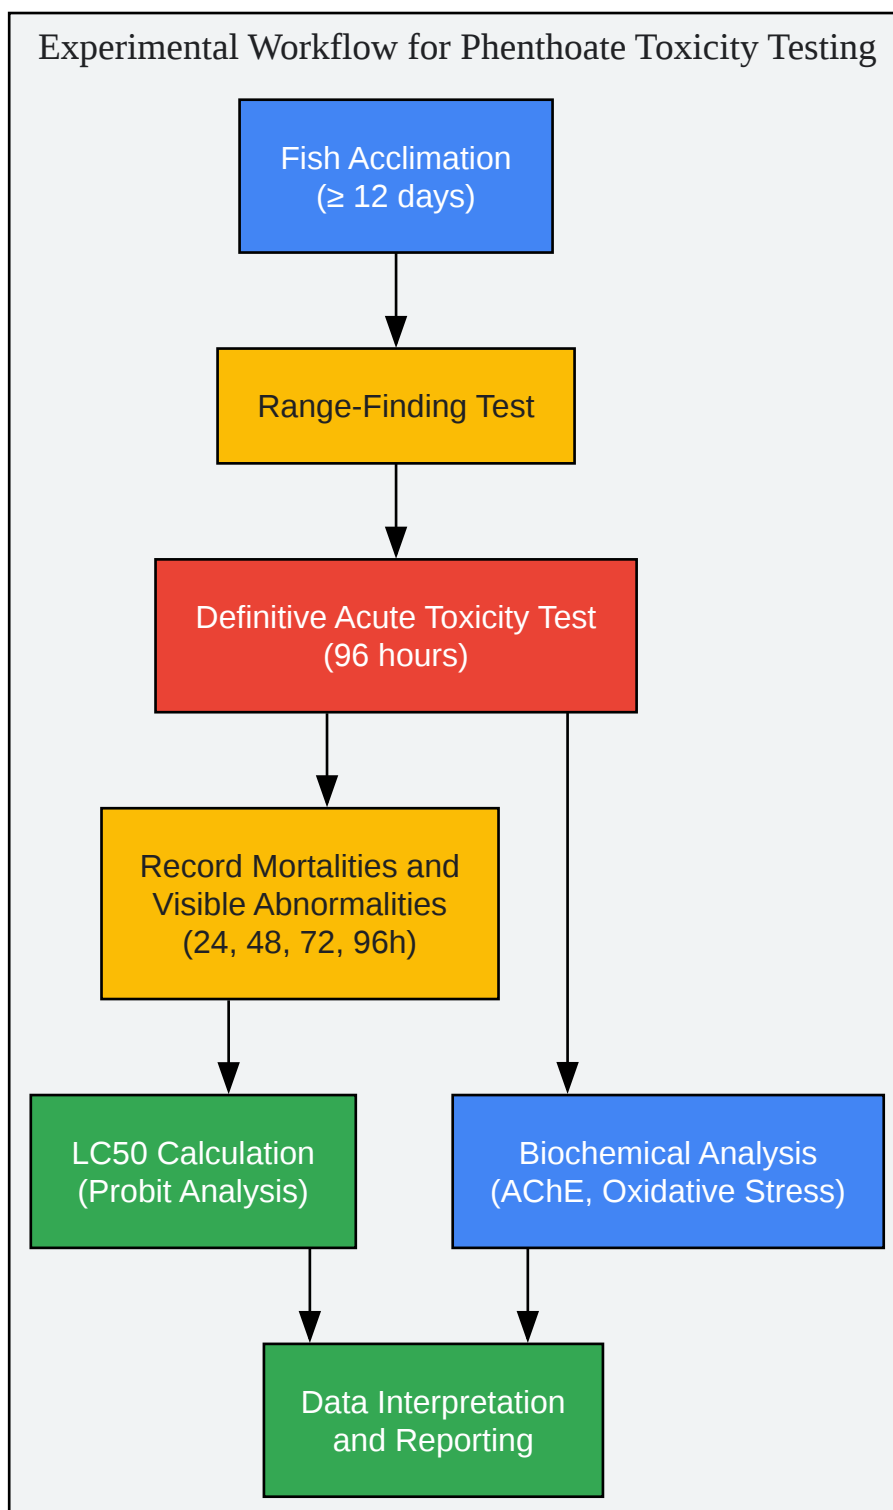 Experimental Workflow for Phenthoate Toxicity Testing
Fish Acclimation
(≥ 12 days)
Range-Finding Test
Definitive Acute Toxicity Test
(96 hours)
Record Mortalities and
Visible Abnormalities
(24, 48, 72, 96h)
LC50 Calculation
(Probit Analysis)
Biochemical Analysis
(AChE, Oxidative Stress)
Data Interpretation
and Reporting